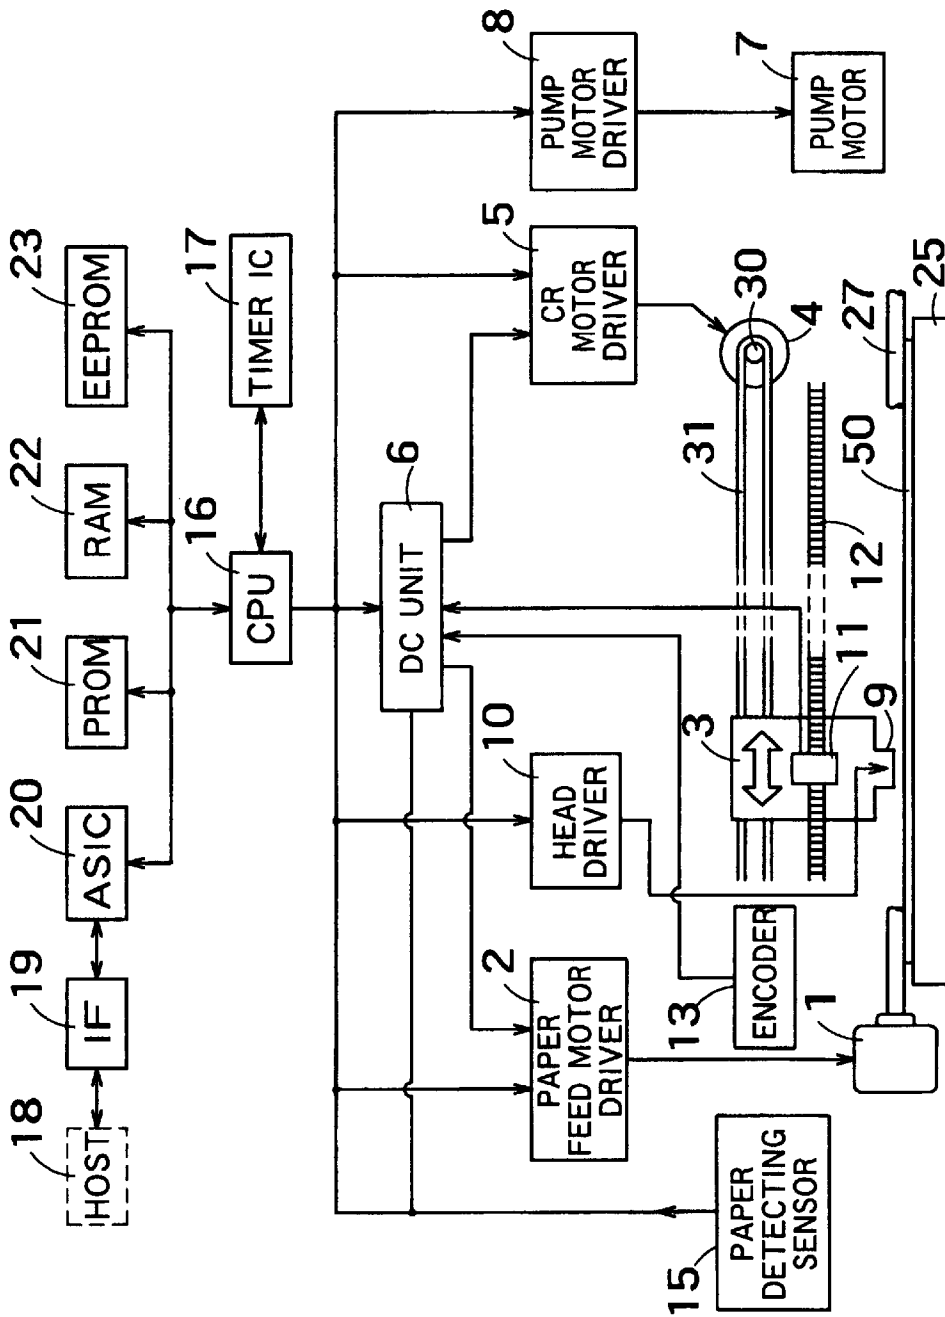 18
HOST
19
IF
20
ASIC
21
PROM
22
RAM
23
EEPROM
16
CPU
17
TIMER IC
6
DC UNIT
2
PAPER
FEED MOTOR
DRIVER
10
HEAD
DRIVER
5
CR
MOTOR
DRIVER
8
PUMP
MOTOR
DRIVER
15
PAPER
DETECTING
SENSOR
13
ENCODER
3
31
30
4
7
PUMP
MOTOR
1
9
11
12
50
27
25